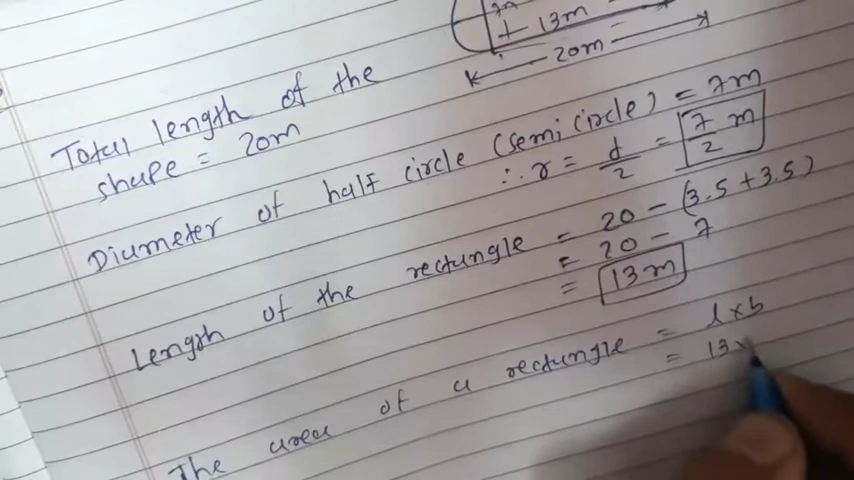 7m
13m
20m
Total length of the
shape = 20m
Diameter of half circle (semi circle) = 7m
∴ r = d/2 = 7/2 m
Length of the rectangle = 20 - (3.5 + 3.5)
= 20 - 7
= 13m
The area of a rectangle = l x b
= 13 x